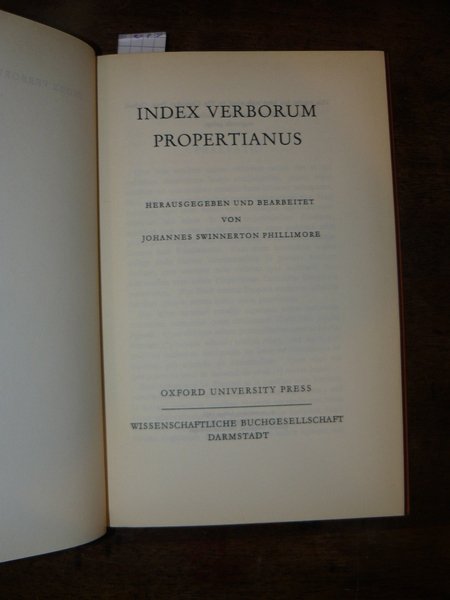 INDEX VERBORUM
PROPERTIANUS
HERAUSGEGEBEN UND BEARBEITET
VON
JOHANNES SWINNERTON PHILLIMORE
OXFORD UNIVERSITY PRESS
WISSENSCHAFTLICHE BUCHGESELLSCHAFT
DARMSTADT